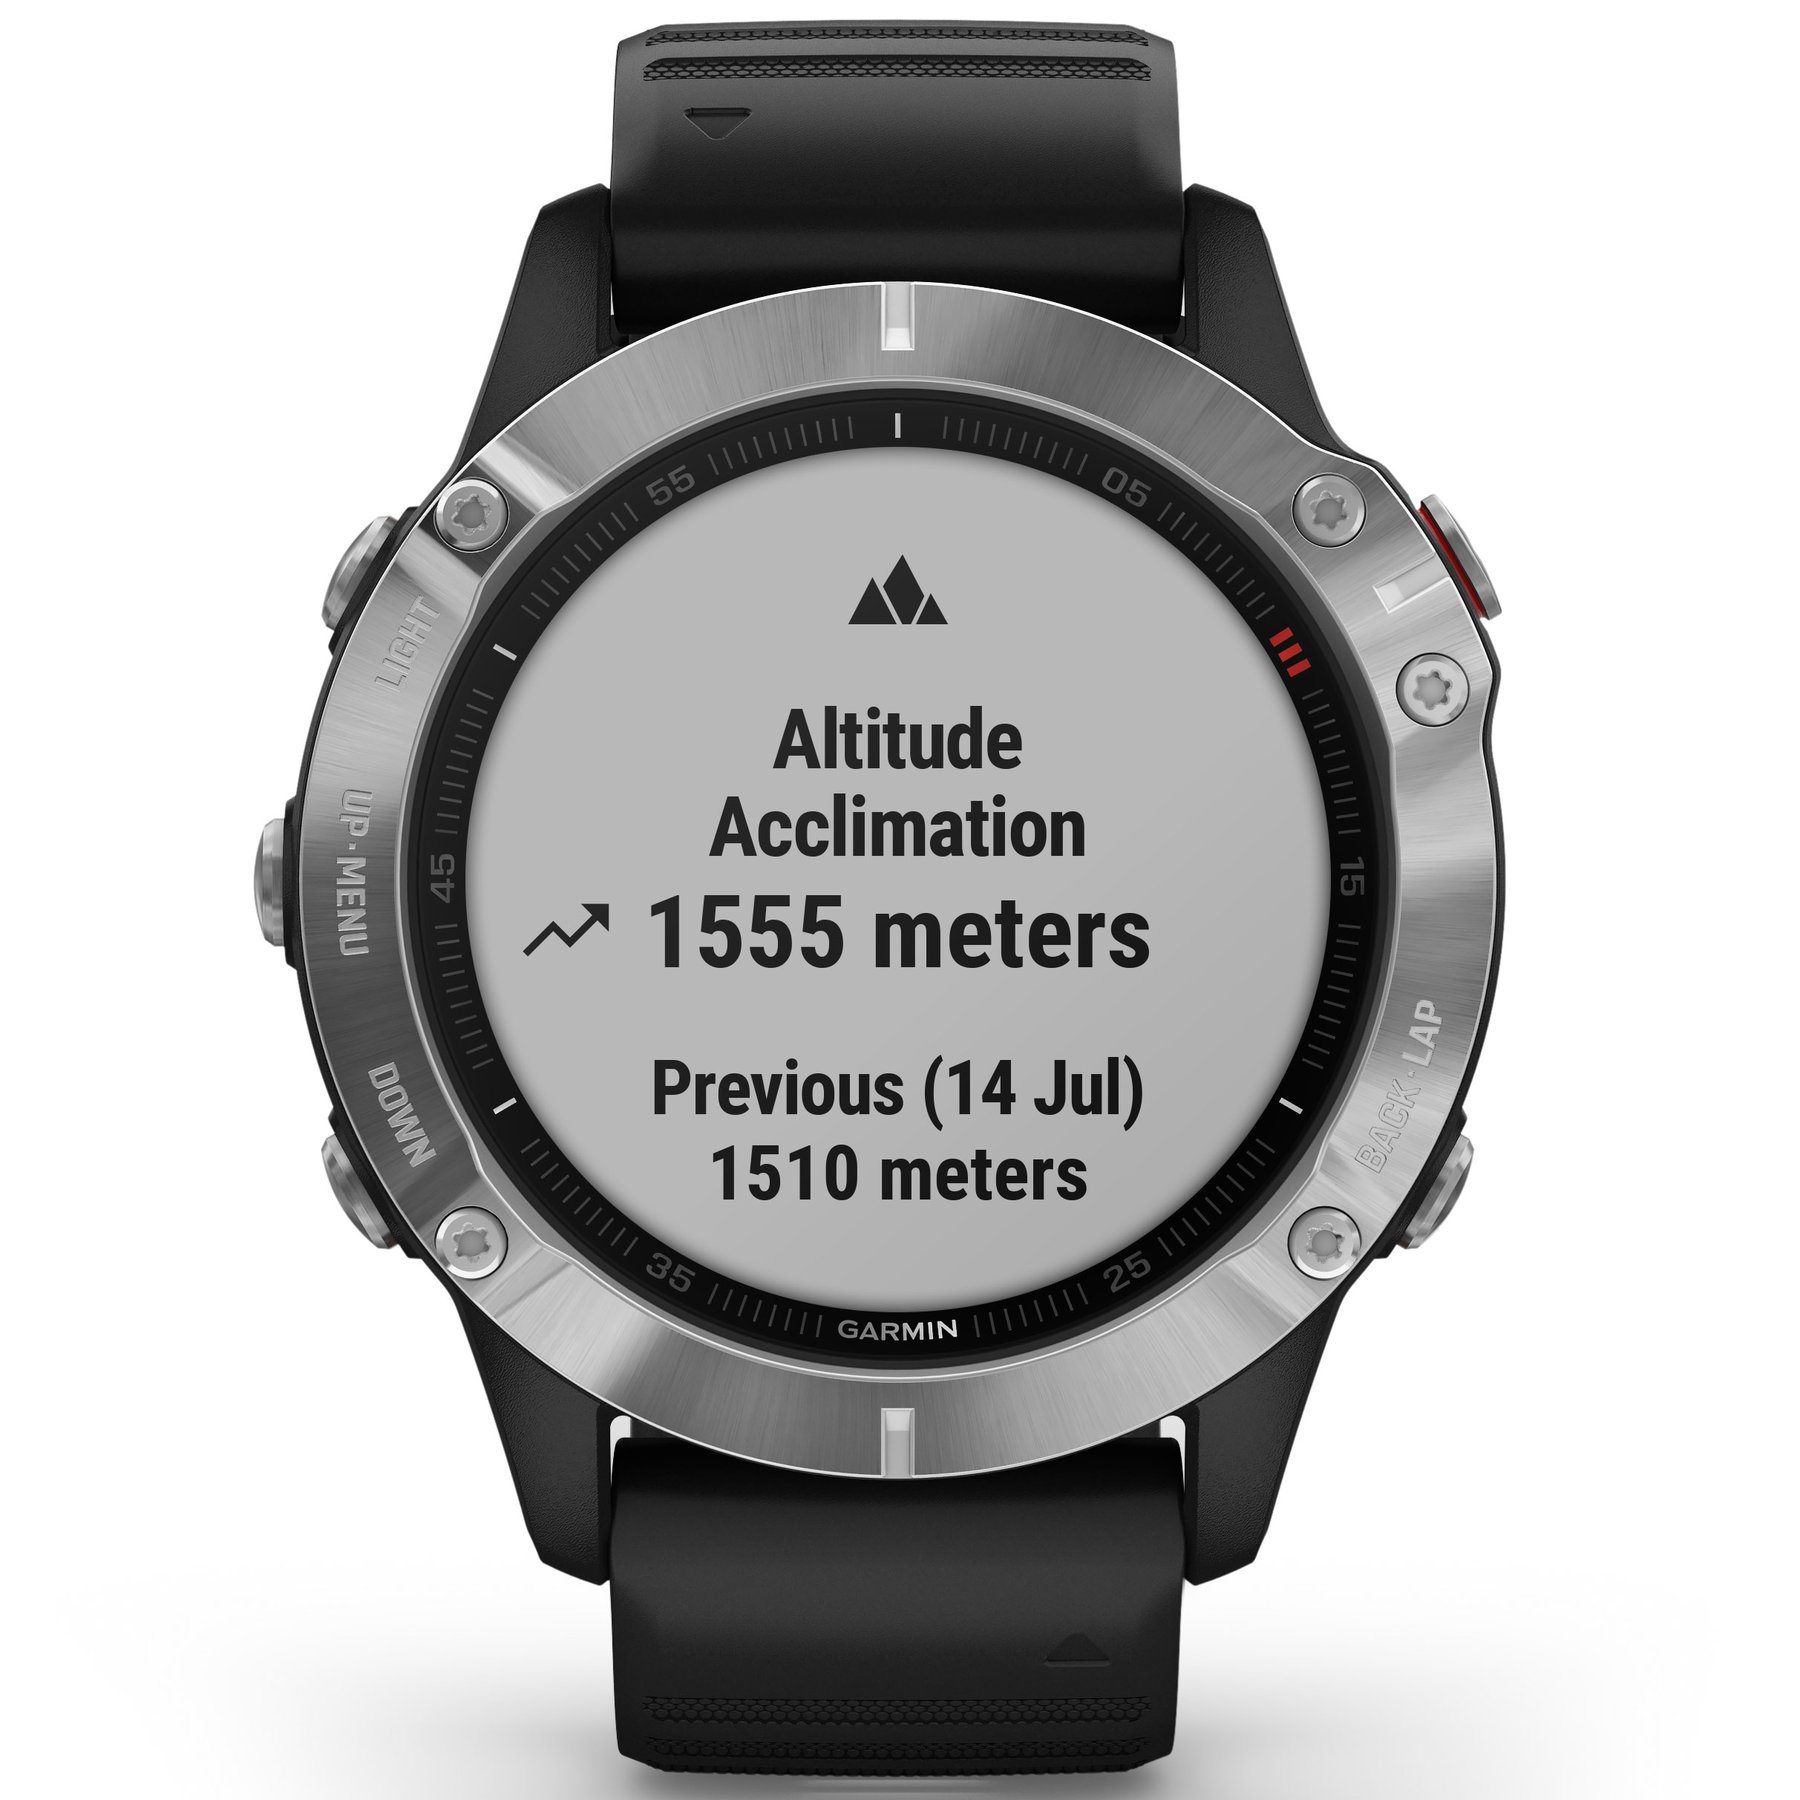 55
05
LIGHT
Altitude
Acclimation
1555 meters
UP·MENU
45
15
Previous (14 Jul)
1510 meters
DOWN
BACK·LAP
35
25
GARMIN